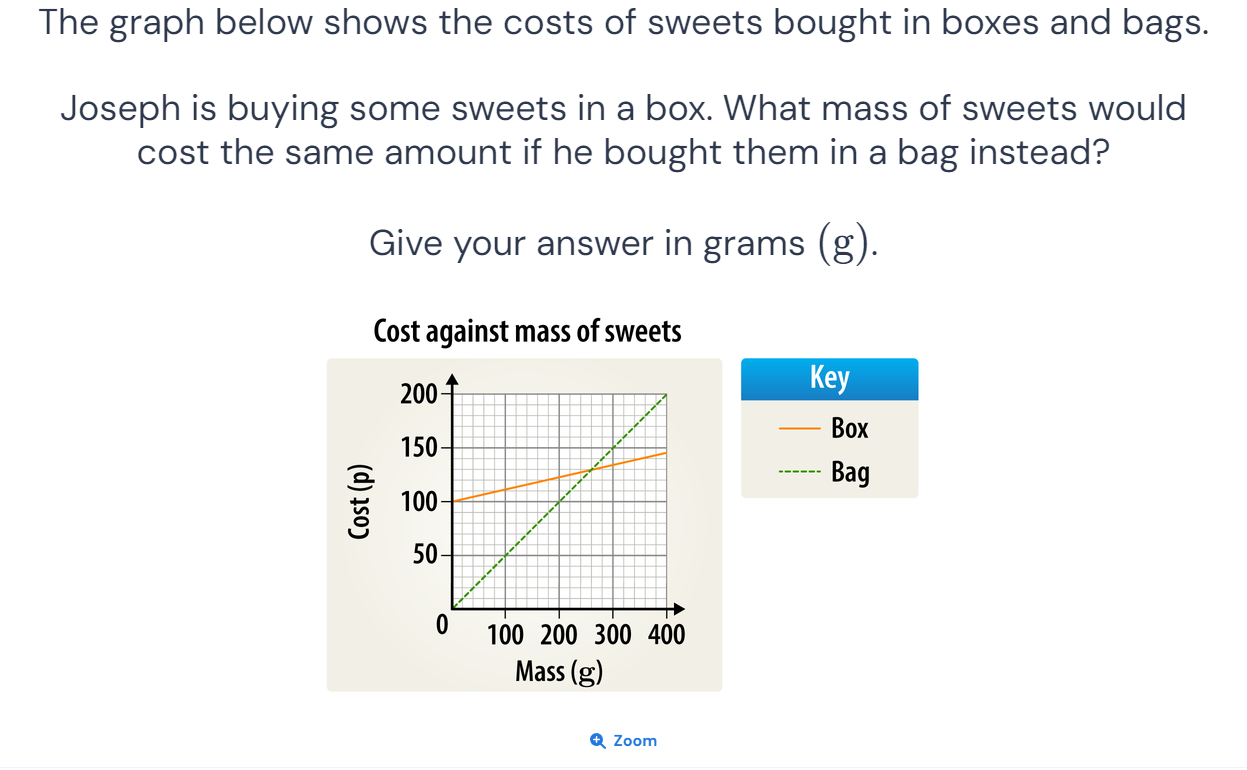 The graph below shows the costs of sweets bought in boxes and bags.
Joseph is buying some sweets in a box. What mass of sweets would
cost the same amount if he bought them in a bag instead?
Give your answer in grams (g).
Cost against mass of sweets
Cost (p)
200
150
100
50
0
100 200 300 400
Mass (g)
Key
Box
Bag
Zoom